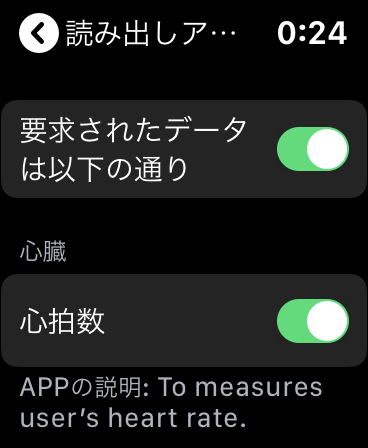 読み出しア…
0:24
要求されたデータ
は以下の通り
心臓
心拍数
APPの説明: To measures
user's heart rate.